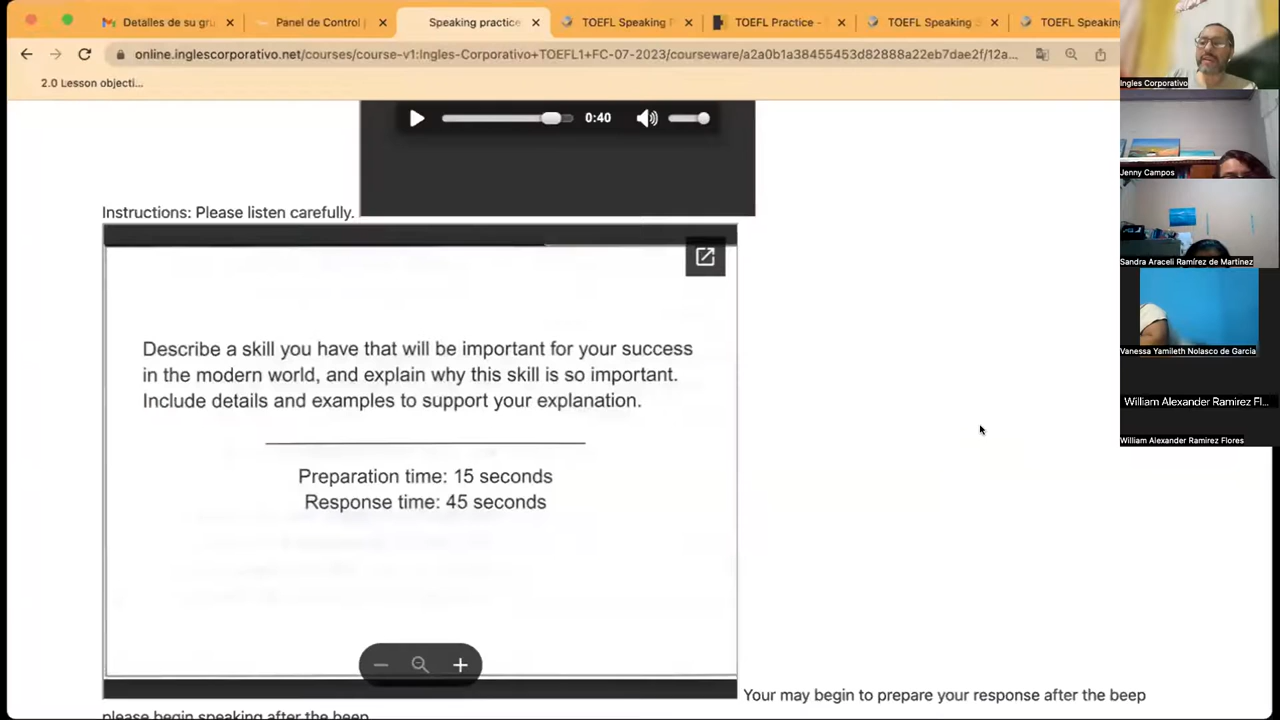 Detalles de su gru
Panel de Control
Speaking practice
TOEFL Speaking
TOEFL Practice -
TOEFL Speaking
TOEFL Speaking
online.inglescorporativo.net/courses/course-v1:Ingles-Corporativo+TOEFL1+FC-07-2023/courseware/a2a0b1a38455453d82888a22eb7dae2f/12a...
2.0 Lesson objecti...
0:40
Instructions: Please listen carefully.
Describe a skill you have that will be important for your success
in the modern world, and explain why this skill is so important.
Include details and examples to support your explanation.
Preparation time: 15 seconds
Response time: 45 seconds
Your may begin to prepare your response after the beep
please begin speaking after the beep
Ingles Corporativo
Jenny Campos
Sandra Araceli Ramírez de Martinez
Vanessa Yamileth Nolasco de Garcia
William Alexander Ramirez Fl...
William Alexander Ramirez Flores